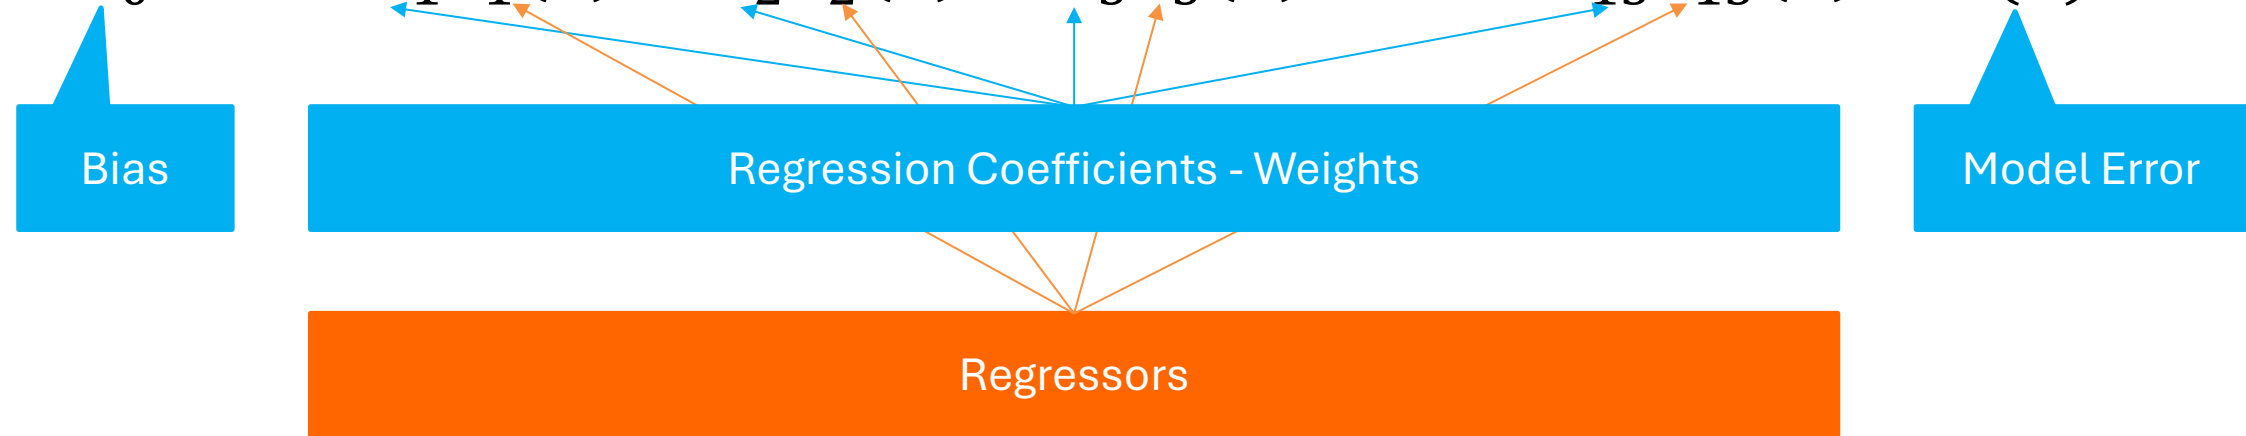 Bias
Regression Coefficients - Weights
Model Error
Regressors